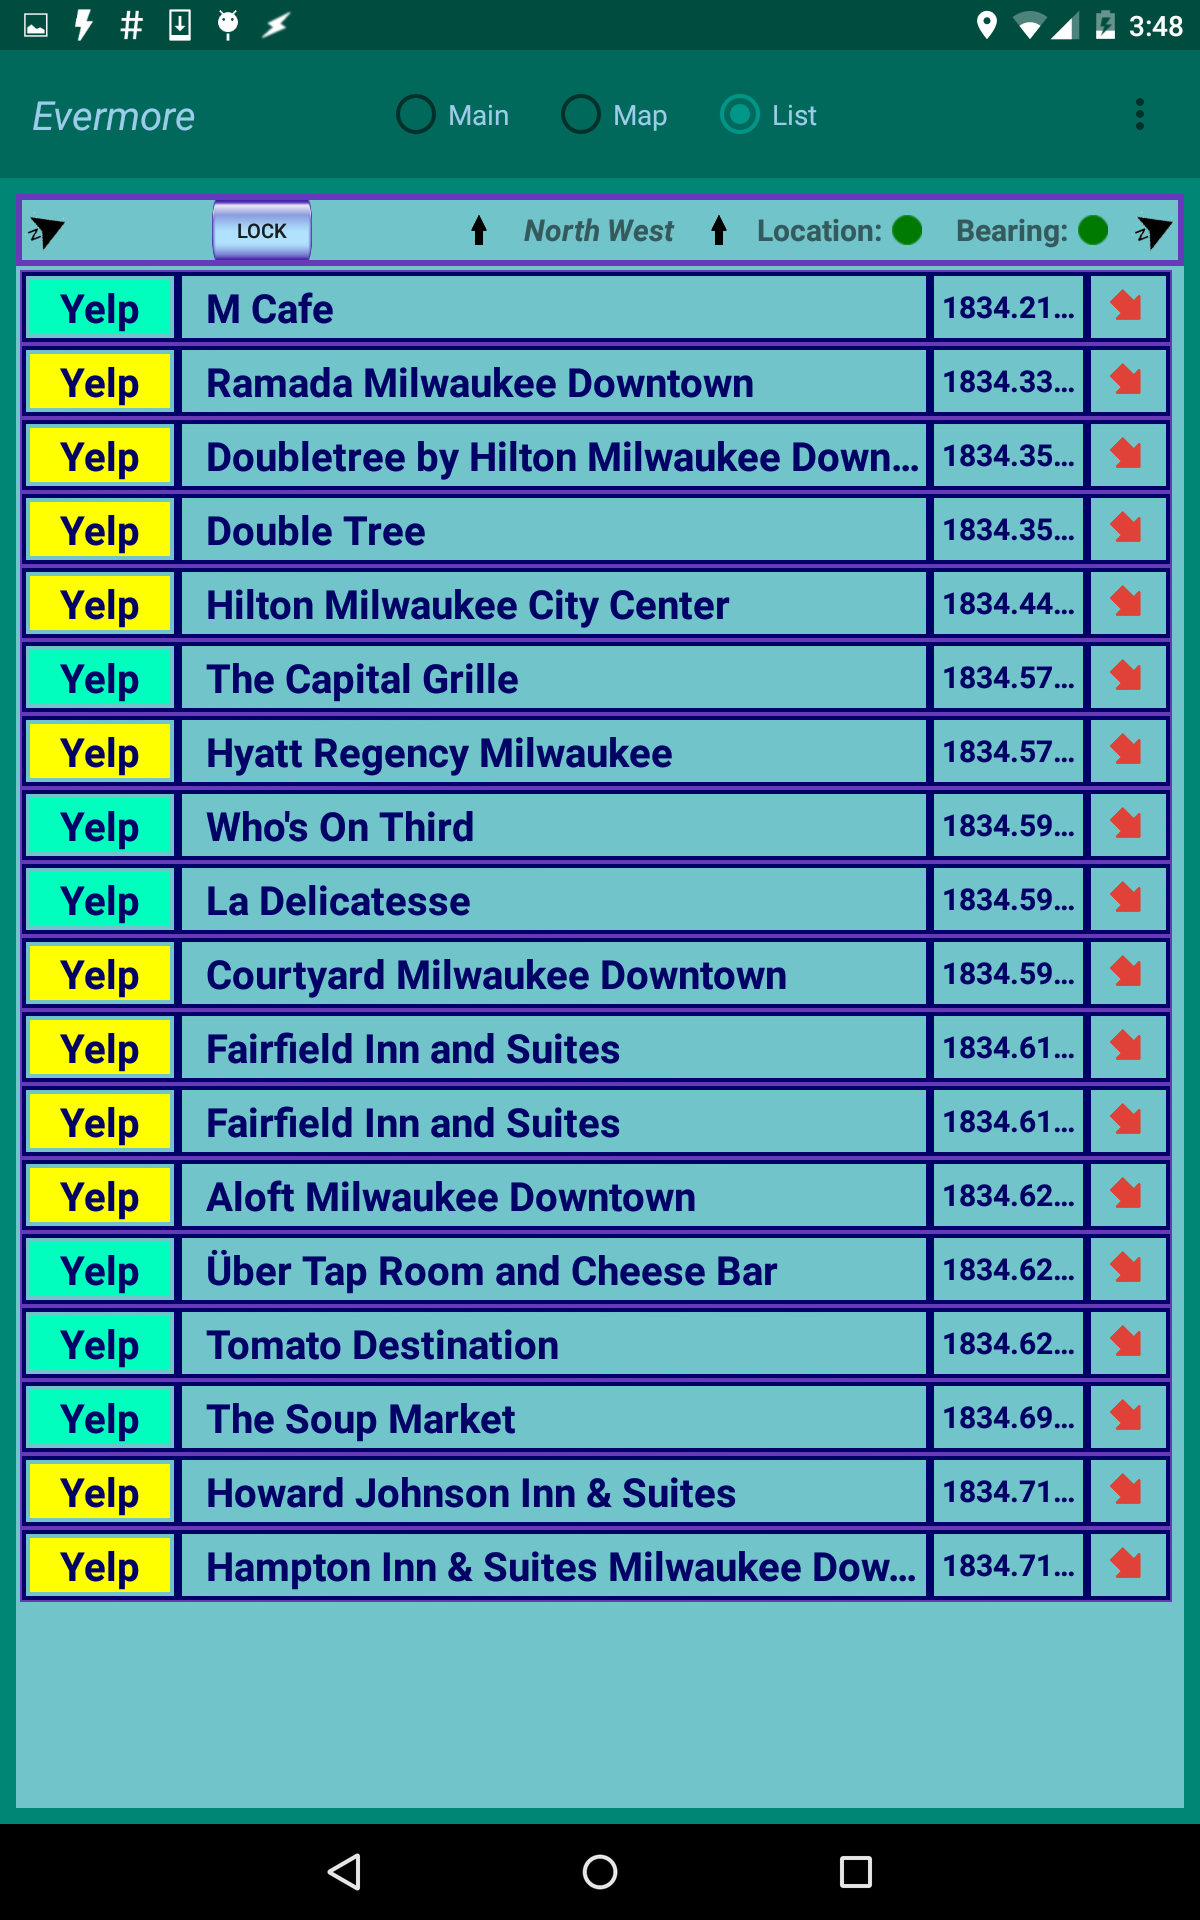 3:48
Evermore Main Map List
LOCK North West Location: Bearing:
Yelp M Cafe 1834.21...
Yelp Ramada Milwaukee Downtown 1834.33...
Yelp Doubletree by Hilton Milwaukee Down... 1834.35...
Yelp Double Tree 1834.35...
Yelp Hilton Milwaukee City Center 1834.44...
Yelp The Capital Grille 1834.57...
Yelp Hyatt Regency Milwaukee 1834.57...
Yelp Who's On Third 1834.59...
Yelp La Delicatesse 1834.59...
Yelp Courtyard Milwaukee Downtown 1834.59...
Yelp Fairfield Inn and Suites 1834.61...
Yelp Fairfield Inn and Suites 1834.61...
Yelp Aloft Milwaukee Downtown 1834.62...
Yelp Über Tap Room and Cheese Bar 1834.62...
Yelp Tomato Destination 1834.62...
Yelp The Soup Market 1834.69...
Yelp Howard Johnson Inn & Suites 1834.71...
Yelp Hampton Inn & Suites Milwaukee Dow... 1834.71...